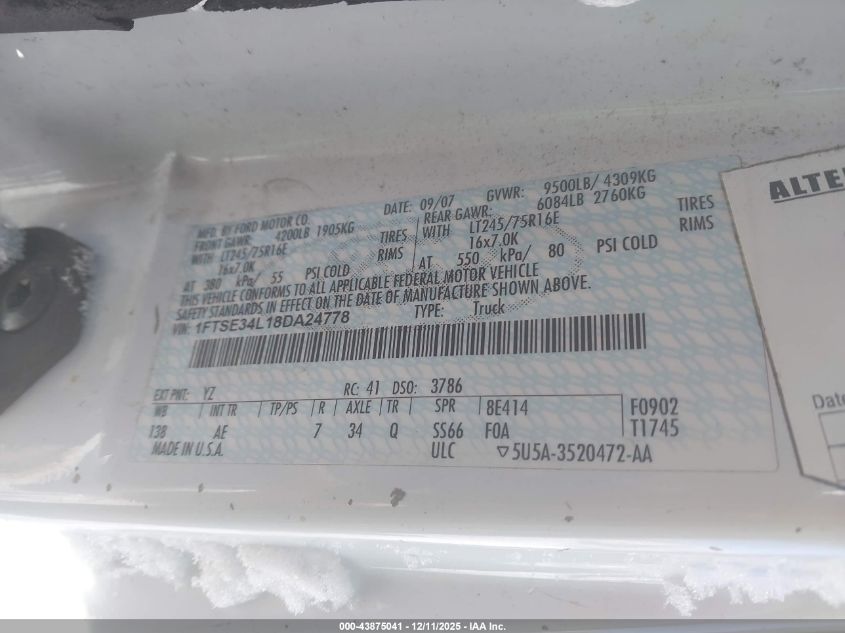 MFD. BY FORD MOTOR CO.
DATE: 09/07 GVWR: 9500LB/ 4309KG
FRONT GAWR: 4200LB 1905KG
REAR GAWR: 6084LB 2760KG
WITH LT245/75R16E TIRES
WITH LT245/75R16E TIRES
16x7.0K RIMS
16x7.0K RIMS
AT 380 kPa/ 55 PSI COLD
AT 550 kPa/ 80 PSI COLD
THIS VEHICLE CONFORMS TO ALL APPLICABLE FEDERAL MOTOR VEHICLE
SAFETY STANDARDS IN EFFECT ON THE DATE OF MANUFACTURE SHOWN ABOVE.
VIN: 1FTSE34L18DA24778 TYPE: Truck
EXT PNT: YZ RC: 41 DSO: 3786
WB INT TR TP/PS R AXLE TR SPR 8E414 F0902
138 AE 7 34 Q SS66 FOA T1745
MADE IN U.S.A. ULC ▽5U5A-3520472-AA
000-43875041 - 12/11/2025 - IAA Inc.